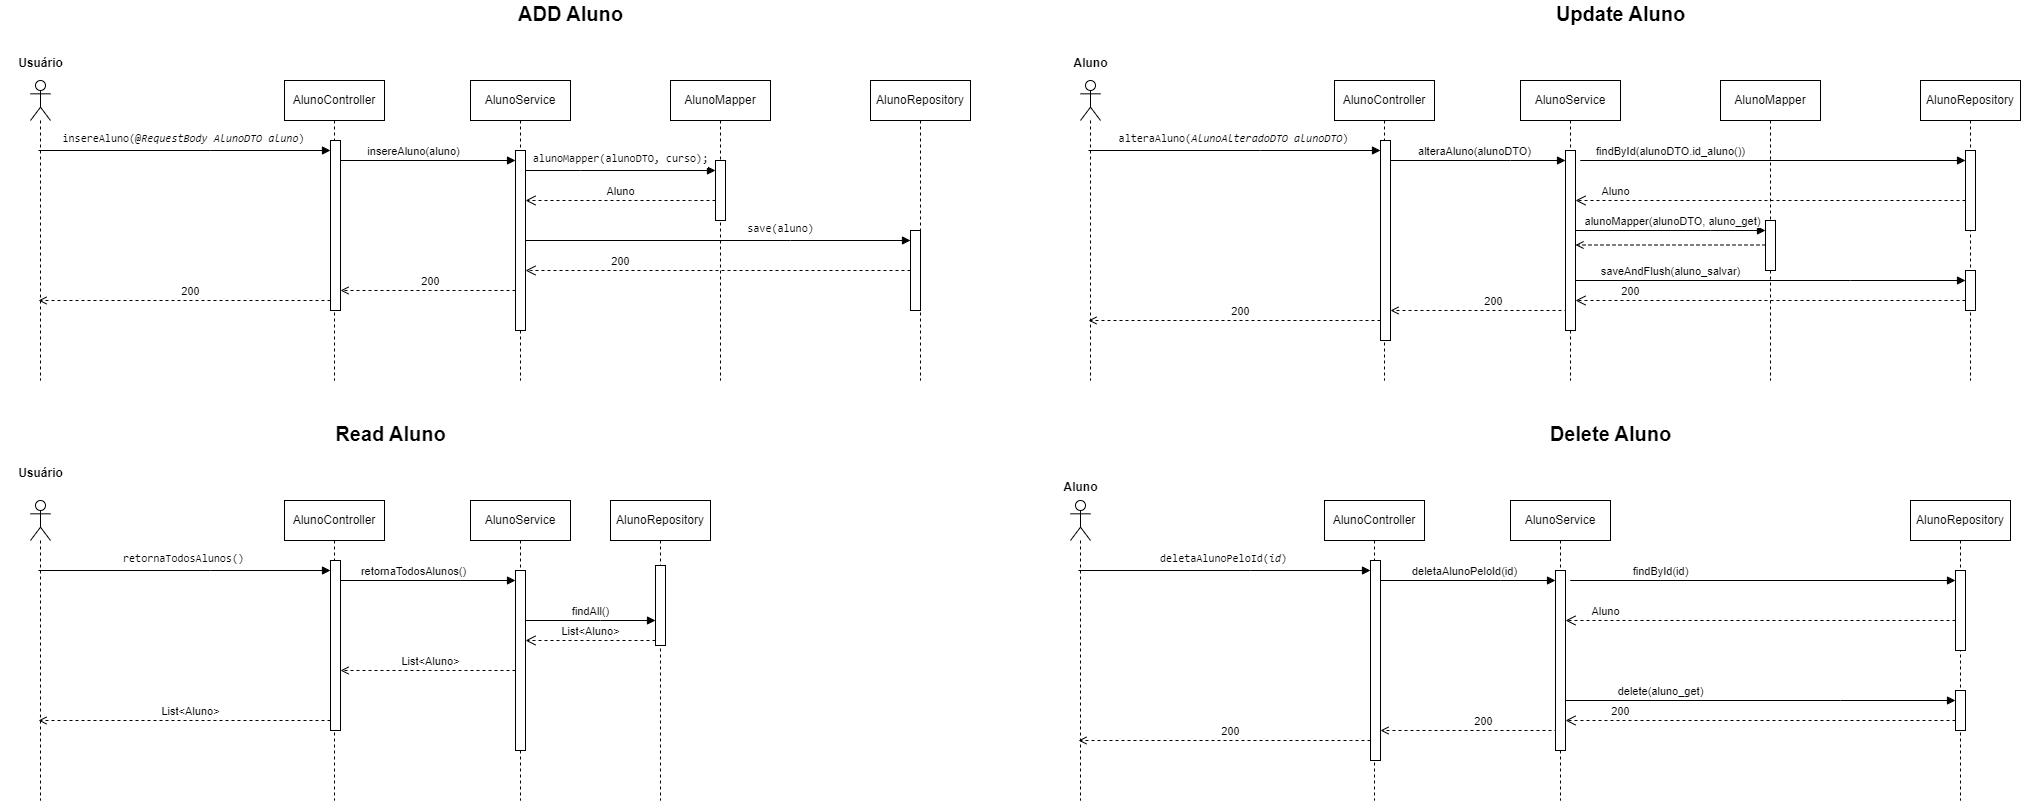 ADD Aluno
Usuário
AlunoController
AlunoService
AlunoMapper
AlunoRepository
insereAluno(@RequestBody AlunoDTO aluno)
insereAluno(aluno)
alunoMapper(alunoDTO, curso);
Aluno
save(aluno)
200
200
200
Update Aluno
Aluno
AlunoController
AlunoService
AlunoMapper
AlunoRepository
alteraAluno(AlunoAlteradoDTO alunoDTO)
alteraAluno(alunoDTO)
findById(alunoDTO.id_aluno())
Aluno
alunoMapper(alunoDTO, aluno_get)
saveAndFlush(aluno_salvar)
200
200
200
Read Aluno
Usuário
AlunoController
AlunoService
AlunoRepository
retornaTodosAlunos()
retornaTodosAlunos()
findAll()
List<Aluno>
List<Aluno>
List<Aluno>
Delete Aluno
Aluno
AlunoController
AlunoService
AlunoRepository
deletaAlunoPeloId(id)
deletaAlunoPeloId(id)
findById(id)
Aluno
delete(aluno_get)
200
200
200